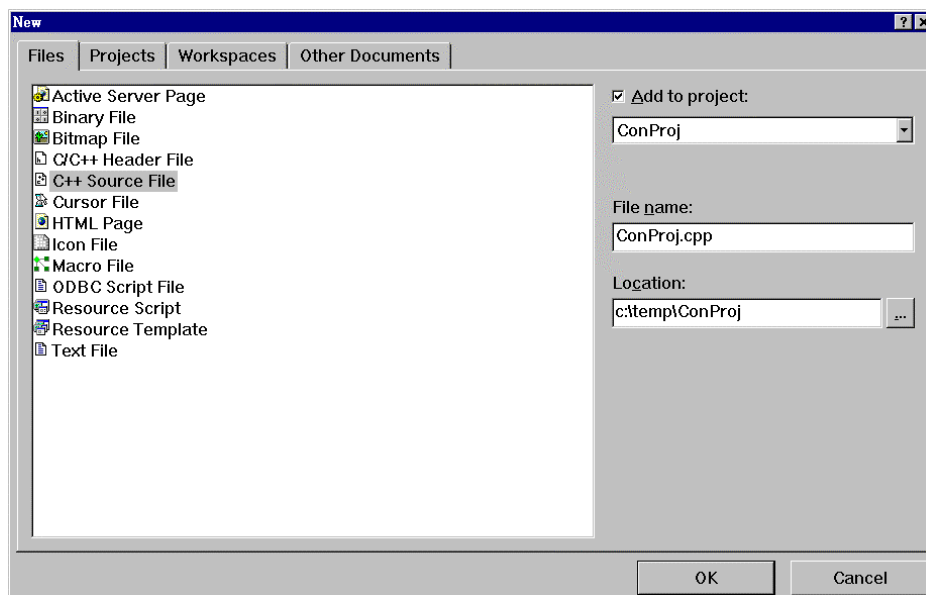 New
Files Projects Workspaces Other Documents
Active Server Page
Binary File
Bitmap File
C/C++ Header File
C++ Source File
Cursor File
HTML Page
Icon File
Macro File
ODBC Script File
Resource Script
Resource Template
Text File
Add to project:
ConProj
File name:
ConProj.cpp
Location:
c:\temp\ConProj
...
OK Cancel